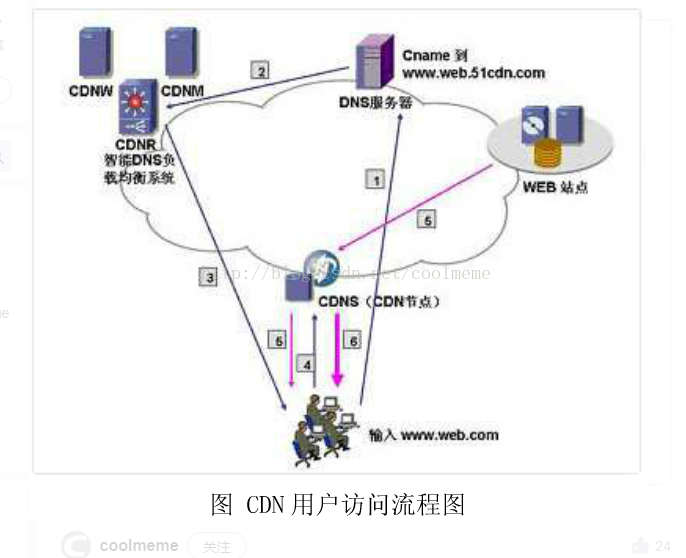 CDNW
CDNM
2
Cname 到
www.web.51cdn.com
DNS服务器
CDNR
智能DNS负
载均衡系统
1
WEB 站点
5
3
http://blog.csdn.net/coolmeme
CDNS（CDN节点）
5
4
6
输入 www.web.com
图 CDN 用户访问流程图
coolmeme
关注
24